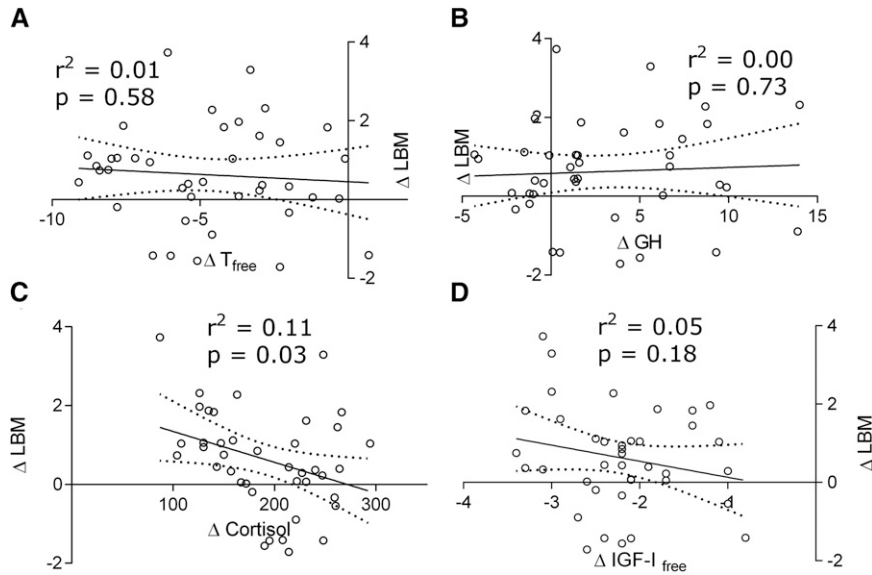 A
r² = 0.01
p = 0.58
4
2
-2
-10
-5
Δ LBM
Δ T free
B
r² = 0.00
p = 0.73
4
2
-2
-5
5
10
15
Δ LBM
Δ GH
C
r² = 0.11
p = 0.03
4
2
0
-2
100
200
300
Δ LBM
Δ Cortisol
D
r² = 0.05
p = 0.18
4
2
0
-2
-4
-3
-2
-1
Δ LBM
Δ IGF-I free